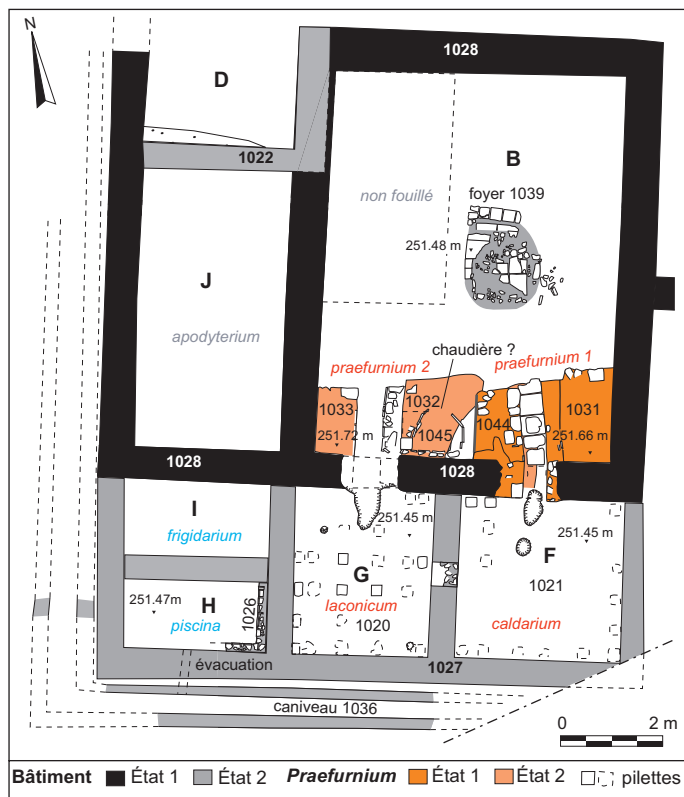 N
1028
D
B
1022
foyer 1039
non fouillé
251.48 m
J
apodyterium
chaudière ?
praefurnium 2
praefurnium 1
1033
1032
1044
1031
251.72 m
1045
251.66 m
1028
1028
I
frigidarium
251.45 m
251.45 m
F
G
1021
251.47m
H
1026
laconicum
1020
piscina
caldarium
évacuation
1027
caniveau 1036
0 2 m
Bâtiment État 1 État 2 Praefurnium État 1 État 2 pilettes